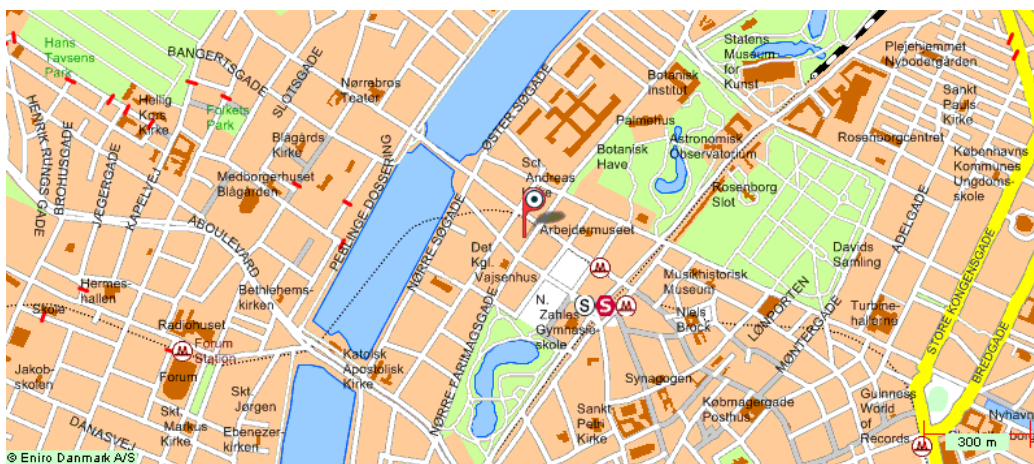 Hans
Tavsens
Park
BANGERTSGADE
SLOTSGADE
Nørrebros
Teater
Hellig
Kors
Kirke
Folkets
Park
Blågårds
Kirke
Medborgerhuset
Blågården
HENRIK RUNGS GADE
BROHUSGADE
JÆGERGADE
KAPELVEJ
ABOULEVARD
PEBLINGE DOSSERING
NØRRE SØGADE
ØSTER SØGADE
Sct.
Andreas
Statens
Museum
for
Kunst
Botanisk
Institut
Palmehus
Botanisk
Have
Astronomisk
Observatorium
Rosenborg
Slot
Plejehjemmet
Nybodergården
Sankt
Pauls
Kirke
Rosenborgcentret
Københavns
Kommunes
Ungdoms-
skole
Arbejdermuseet
Det
Kgl.
Vajsenhus
Musikhistorisk
Museum
Davids
Samling
ADELGADE
STORE KONGENSGADE
BREDGADE
Hermes-
hallen
Skole
Bethlehems-
kirken
Radiohuset
M
Forum
Station
Forum
Jakob-
skolen
Skt.
Jørgen
Skt.
Markus
Kirke
Ebenezer-
kirken
DANASVEJ
Katolsk
Apostolisk
Kirke
NØRRE FARIMAGSGADE
N.
Zahles
Gymnasie-
skole
M
S
S
M
Niels
Brock
LØNPORTEN
MØNTERGADE
Turbine-
hallerne
Synagogen
Sankt
Petri
Kirke
Købmagergade
Posthus
Guinness
World
of
Records
M
Nyhavn
300 m
© Eniro Danmark A/S